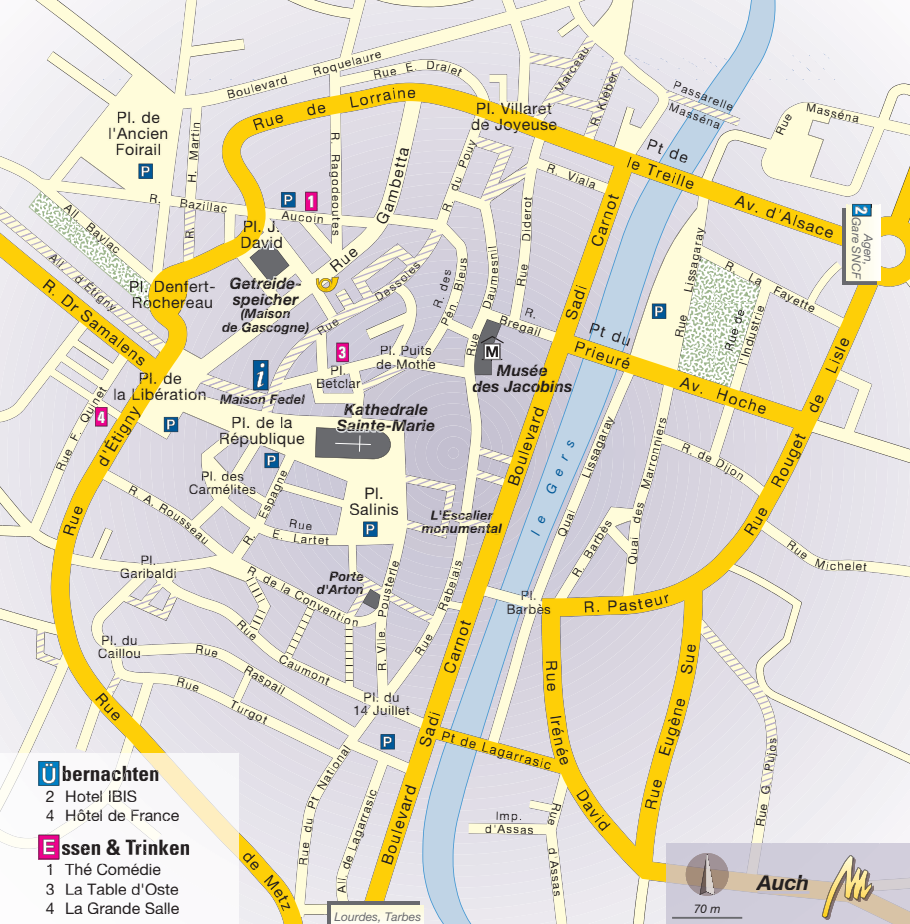 Boulevard Roquelaure
Rue E. Dralet
Marceau
R. Kléber
Passarelle
Masséna
Rue Masséna
Pl. de
l'Ancien
Foirail
P
R. H. Martin
Rue de Lorraine
Pl. Villaret
de Joyeuse
Pt de
le Treille
Av. d'Alsace
2
Agen,
Gare SNCF
R. Ragodeoutes
Rue Gambetta
R. du Pouy
R. Viala
R. Bazillac
P
1
Aucoin
Pl. J.
David
All. Baylac
All. d'Étigny
Getreide-
speicher
(Maison
de Gascogne)
Pl. Denfert-
Rochereau
Rue Dessoles
R. des
Pen. Bleus
Daumesnil
Rue
Diderot
R. Bregail
Boulevard Sadi Carnot
Lissagaray
Rue
R. La Fayette
Rue de
l'Industrie
P
R. Dr Samalens
Pt du
Prieuré
Av. Hoche
M
Musée
des Jacobins
3
Pl.
Betclar
Pl. Puits
de-Mothe
i
Maison Fedel
Pl. de
la Libération
4
P
Rue F. Quinet
Kathedrale
Sainte-Marie
Pl. de la
République
P
Rue d'Étigny
Pl. des
Carmélites
R. Espagne
Pl.
Salinis
P
L'Escalier
monumental
le Gers
Quai Lissagaray
Quai des Marronniers
R. de Dijon
Rue Rouget de Lisle
Rue Michelet
R. A. Rousseau
Rue
E. Lartet
Pl.
Garibaldi
R. de la Convention
Porte
d'Arton
R. Vlle Pousterle
Rue Rabelais
R. Barbès
Pl.
Barbès
R. Pasteur
Pl. du
Caillou
Rue Caumont
Rue Raspail
Rue Turgot
Pl. du
14 Juillet
P
Boulevard Sadi Carnot
Pt de Lagarrasic
Rue Irénée David
Rue Eugène Sue
Rue G. Pujos
Rue du Pt. National
All. de Lagarrasic
Imp.
d'Assas
Rue d'Assas
Rue de Metz
Lourdes, Tarbes
Übernachten
2 Hotel IBIS
4 Hôtel de France
Essen & Trinken
1 Thé Comédie
3 La Table d'Oste
4 La Grande Salle
70 m
Auch